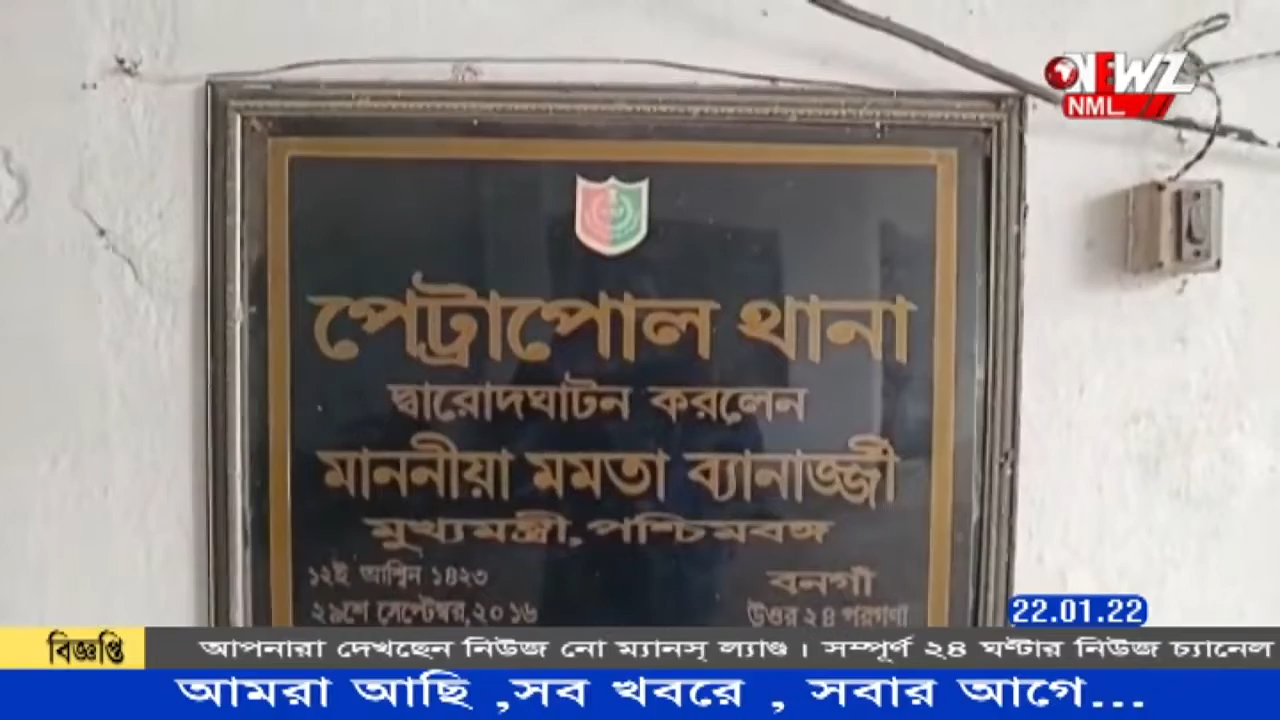 NEWZ
NML
পেট্রাপোল থানা
দ্বারোদঘাটন করলেন
মাননীয়া মমতা ব্যানার্জ্জী
মুখ্যমন্ত্রী, পশ্চিমবঙ্গ
১২ই আশ্বিন ১৪২৩
বনগাঁ
২৯শে সেপ্টেম্বর, ২০১৬
উত্তর ২৪ পরগণা
22.01.22
বিজ্ঞপ্তি
আপনারা দেখছেন নিউজ নো ম্যানস্ ল্যাণ্ড । সম্পূর্ণ ২৪ ঘণ্টার নিউজ চ্যানেল
আমরা আছি ,সব খবরে , সবার আগে...